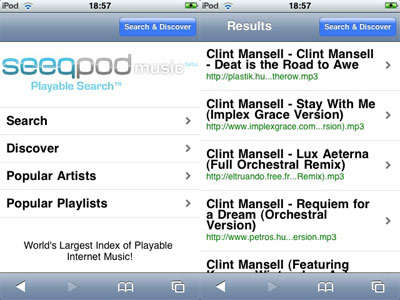 iPod 18:57
Search & Discover
seeqpod music beta
Playable Search™
Search
Discover
Popular Artists
Popular Playlists
World's Largest Index of Playable
Internet Music!
iPod 18:57
Results Search & Discover
Clint Mansell - Clint Mansell
- Deat is the Road to Awe
http://plastik.hu...therow.mp3
Clint Mansell - Stay With Me
(Implex Grace Version)
http://www.implexgrace.com...rsion).mp3
Clint Mansell - Lux Aeterna
(Full Orchestral Remix)
http://eltruando.free.fr...Remix).mp3
Clint Mansell - Requiem for
a Dream (Orchestral
Version)
http://www.petros.hu...ersion.mp3
Clint Mansell (Featuring